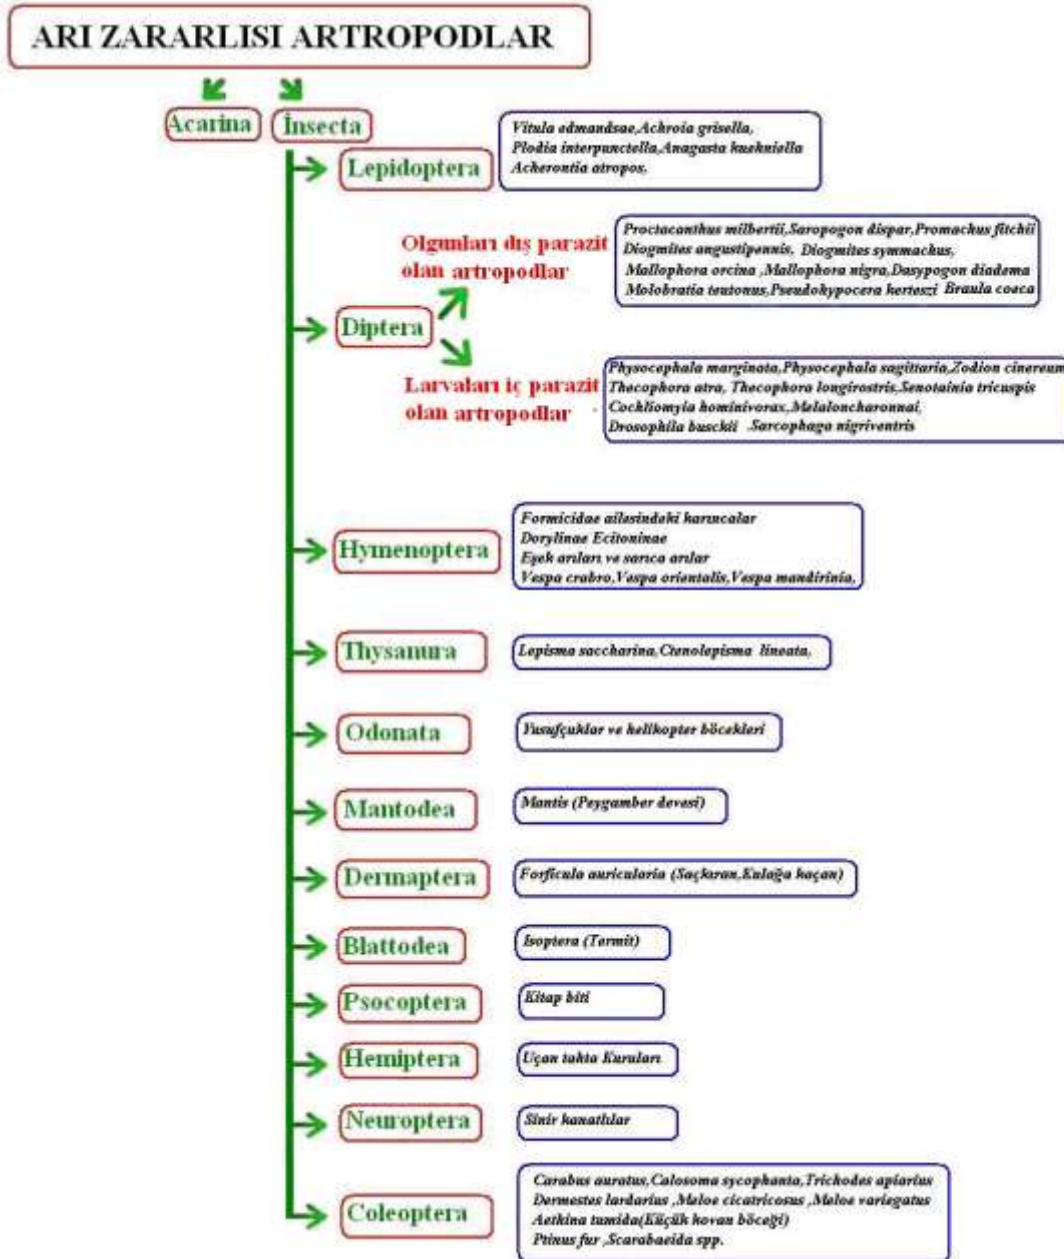 ARI ZARARLISI ARTROPODLAR
Acarina
İnsecta
Lepidoptera
Vitula edmandsae,Achroia grisella,
Plodia interpunctella,Anagasta kuehniella
Acherontia atropos,
Diptera
Olgunları dış parazit
olan artropodlar
Proctacanthus milbertii,Saropogon dispar,Promachus fitchii
Diogmites angustipennis, Diogmites symmachus,
Mallophora orcina ,Mallophora nigra,Dasypogon diadema
Molobratia teutonus,Pseudohypocera kerteszi Braula coeca
Larvaları iç parazit
olan artropodlar
Physocephala marginata,Physocephala sagittaria,Zodion cinereum
Thecophora atra, Thecophora longirostris,Senotainia tricuspis
Cochliomyia hominivorax,Melaloncharonnai,
Drosophila busckii ,Sarcophaga nigriventris
Hymenoptera
Formicidae ailesindeki karıncalar
Dorylinae Ecitoninae
Eşek arıları ve sarıca arılar
Vespa crabro,Vespa orientalis,Vespa mandirinia,
Thysanura
Lepisma saccharina,Ctenolepisma lineata,
Odonata
Yusufçuklar ve helikopter böcekleri
Mantodea
Mantis (Peygamber devesi)
Dermaptera
Forficula auricularia (Saçkıran,Kulağa kaçan)
Blattodea
Isoptera (Termit)
Psocoptera
Kitap biti
Hemiptera
Uçan tahta Kuruları
Neuroptera
Sinir kanatlılar
Coleoptera
Carabus auratus,Calosoma sycophanta,Trichodes apiarius
Dermestes lardarius ,Meloe cicatricosus ,Meloe variegatus
Aethina tumida(Küçük kovan böceği)
Ptinus fur ,Scarabaeida spp.